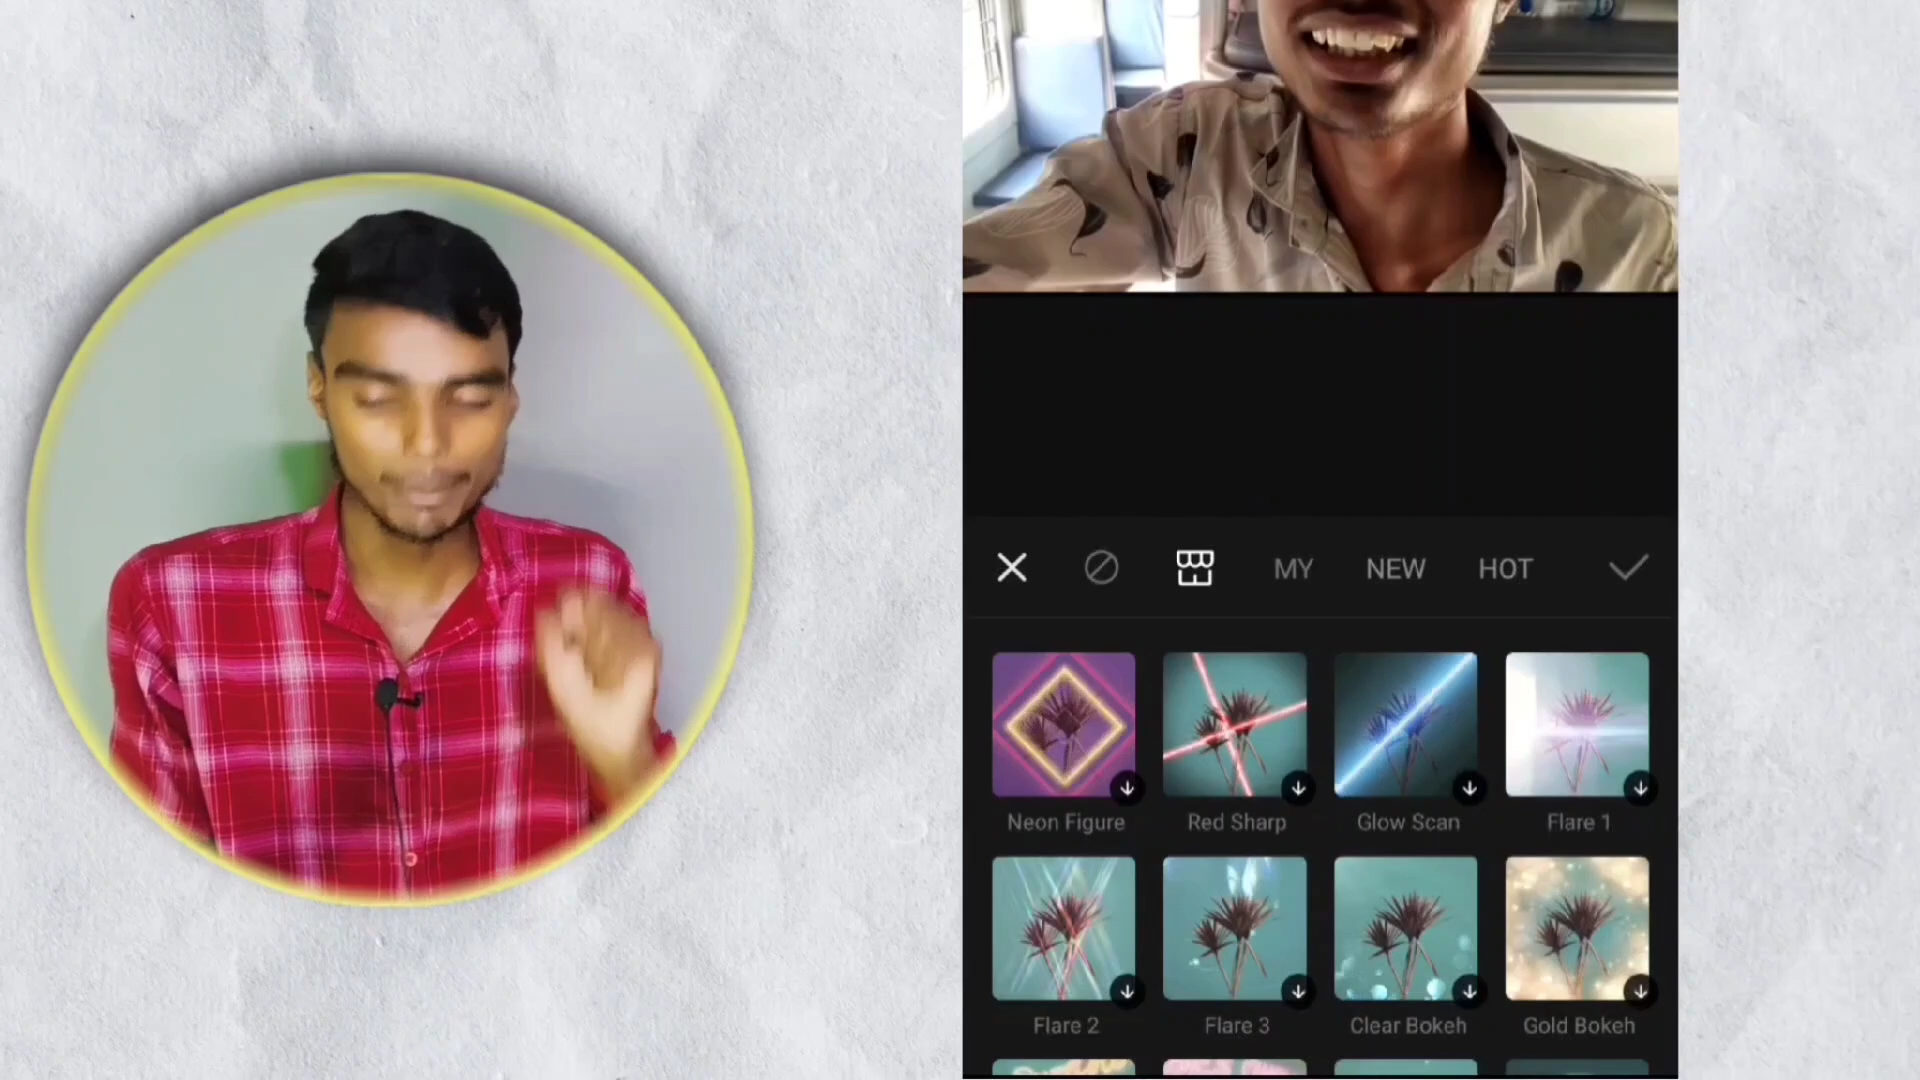 MY NEW HOT
Neon Figure Red Sharp Glow Scan Flare 1
Flare 2 Flare 3 Clear Bokeh Gold Bokeh